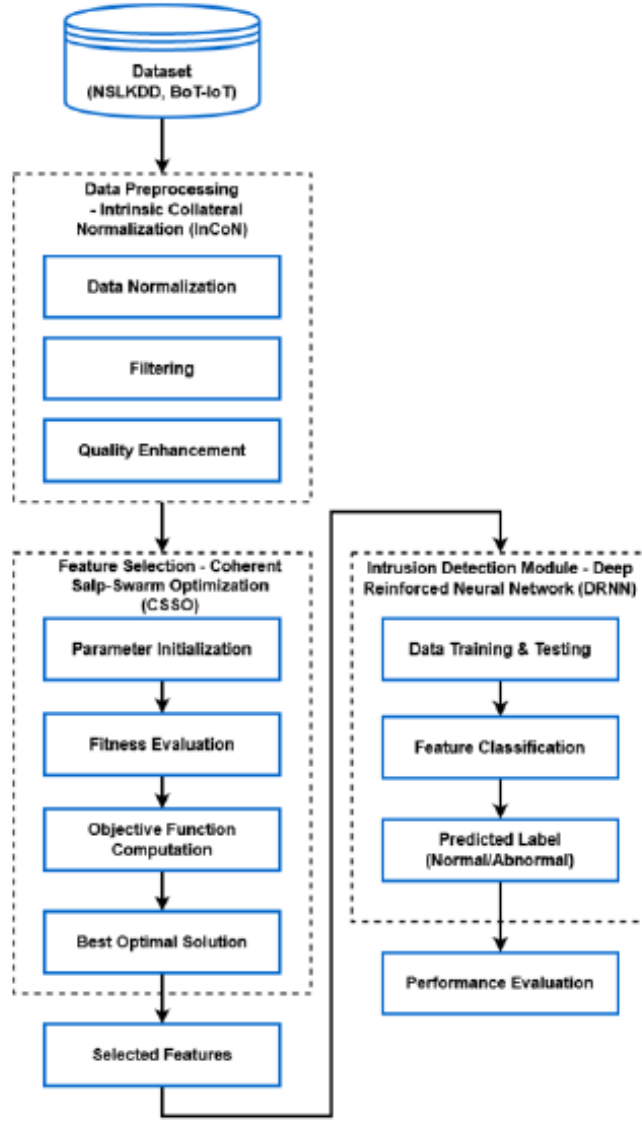 Dataset
(NSLKDD, BoT-IoT)
Data Preprocessing
- Intrinsic Collateral
Normalization (InCoN)
Data Normalization
Filtering
Quality Enhancement
Feature Selection - Coherent
Salp-Swarm Optimization
(CSSO)
Parameter Initialization
Fitness Evaluation
Objective Function
Computation
Best Optimal Solution
Selected Features
Intrusion Detection Module - Deep
Reinforced Neural Network (DRNN)
Data Training & Testing
Feature Classification
Predicted Label
(Normal/Abnormal)
Performance Evaluation